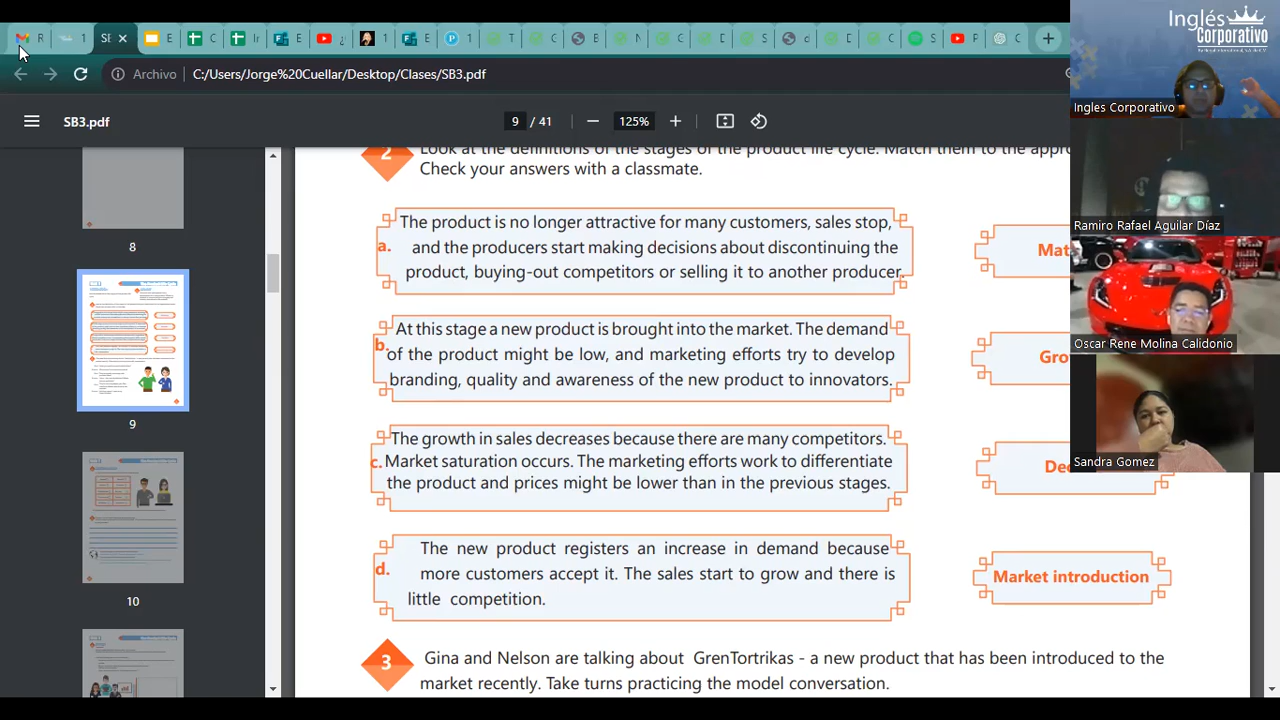 R
1
SE
E
C
Ir
E
¿
1
E
1
T
C
B
N
C
B
T
d
S
P
C
Archivo C:/Users/Jorge%20Cuellar/Desktop/Clases/SB3.pdf
SB3.pdf
9 / 41
125%
8
9
10
2 Look at the definitions of the stages of the product life cycle. Match them to the appro
Check your answers with a classmate.
a. The product is no longer attractive for many customers, sales stop,
and the producers start making decisions about discontinuing the
product, buying-out competitors or selling it to another producer.
Mat
b. At this stage a new product is brought into the market. The demand
of the product might be low, and marketing efforts try to develop
branding, quality and awareness of the new product to innovators.
Gro
c. The growth in sales decreases because there are many competitors.
Market saturation occurs. The marketing efforts work to differentiate
the product and prices might be lower than in the previous stages.
Dec
d. The new product registers an increase in demand because
more customers accept it. The sales start to grow and there is
little competition.
Market introduction
3 Gina and Nelson are talking about GrenTortrikas - a new product that has been introduced to the
market recently. Take turns practicing the model conversation.
Inglés
Corporativo
Ingles Corporativo
Ramiro Rafael Aguilar Díaz
Oscar Rene Molina Calidonio
Sandra Gomez